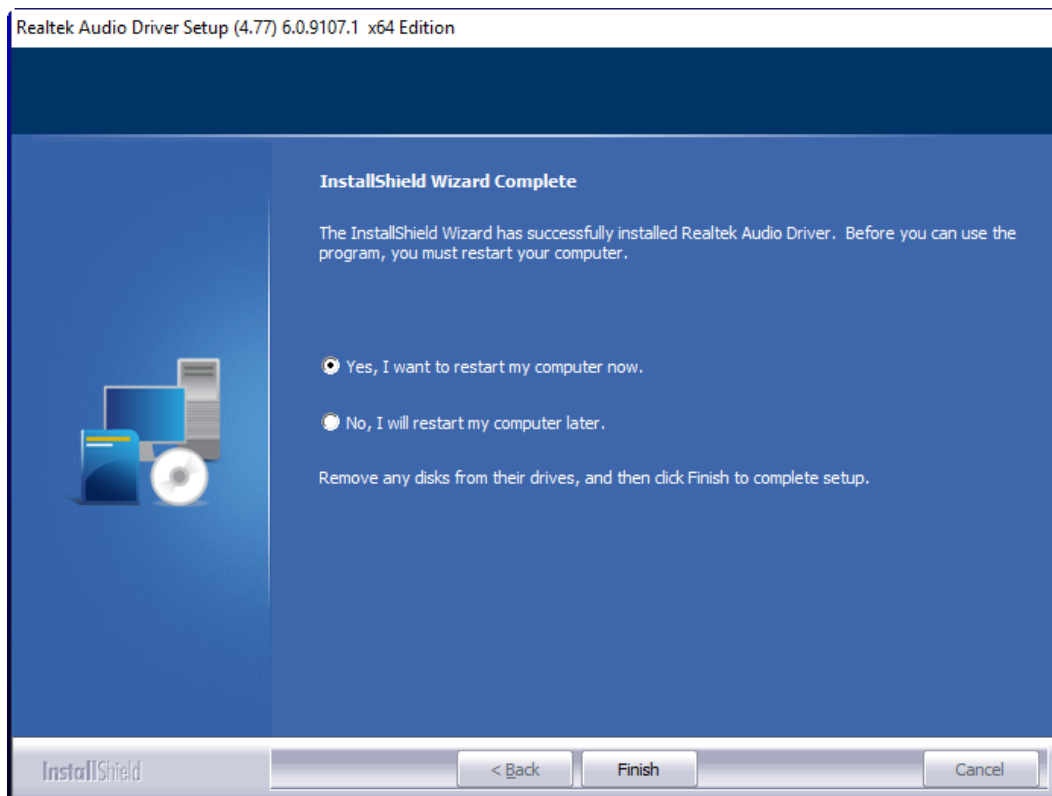 Realtek Audio Driver Setup (4.77) 6.0.9107.1 x64 Edition
InstallShield Wizard Complete
The InstallShield Wizard has successfully installed Realtek Audio Driver. Before you can use the
program, you must restart your computer.
Yes, I want to restart my computer now.
No, I will restart my computer later.
Remove any disks from their drives, and then click Finish to complete setup.
InstallShield
< Back
Finish
Cancel